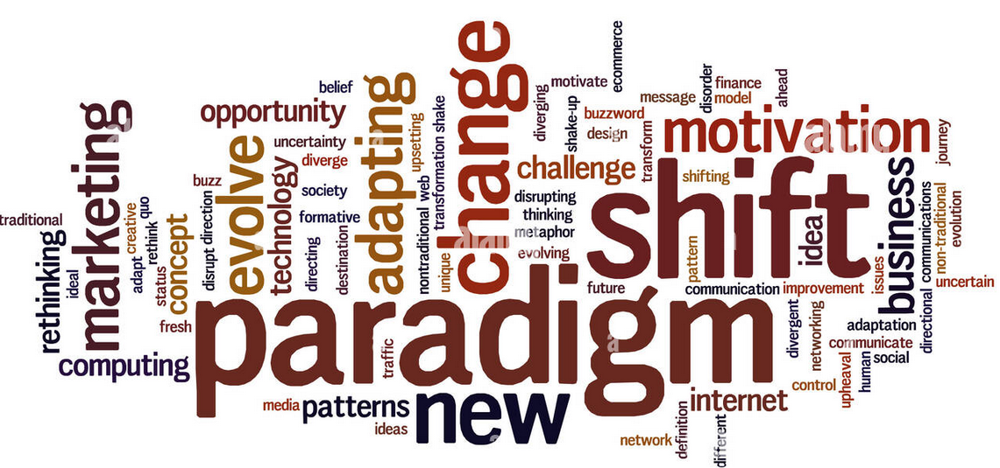 ecommerce
change
motivate
disorder
finance
ahead
belief
adapting
diverging
message
model
marketing
opportunity
upsetting
transformation
shake
shake-up
buzzword
motivation
journey
uncertainty
evolve
design
transform
diverge
technology
challenge
shift
shifting
business
buzz
society
disrupting
traditional
creative
quo
direction
formative
web
thinking
communications
non-traditional
evolution
rethinking
rethink
concept
nontraditional
metaphor
idea
ideal
adapt
status
disrupt
directing
destination
unique
evolving
pattern
issues
uncertain
future
communication
improvement
directional
fresh
paradigm
divergent
networking
adaptation
communicate
computing
traffic
human
social
upheaval
control
media
patterns
new
internet
ideas
network
definition
different
a
alamy
a
a